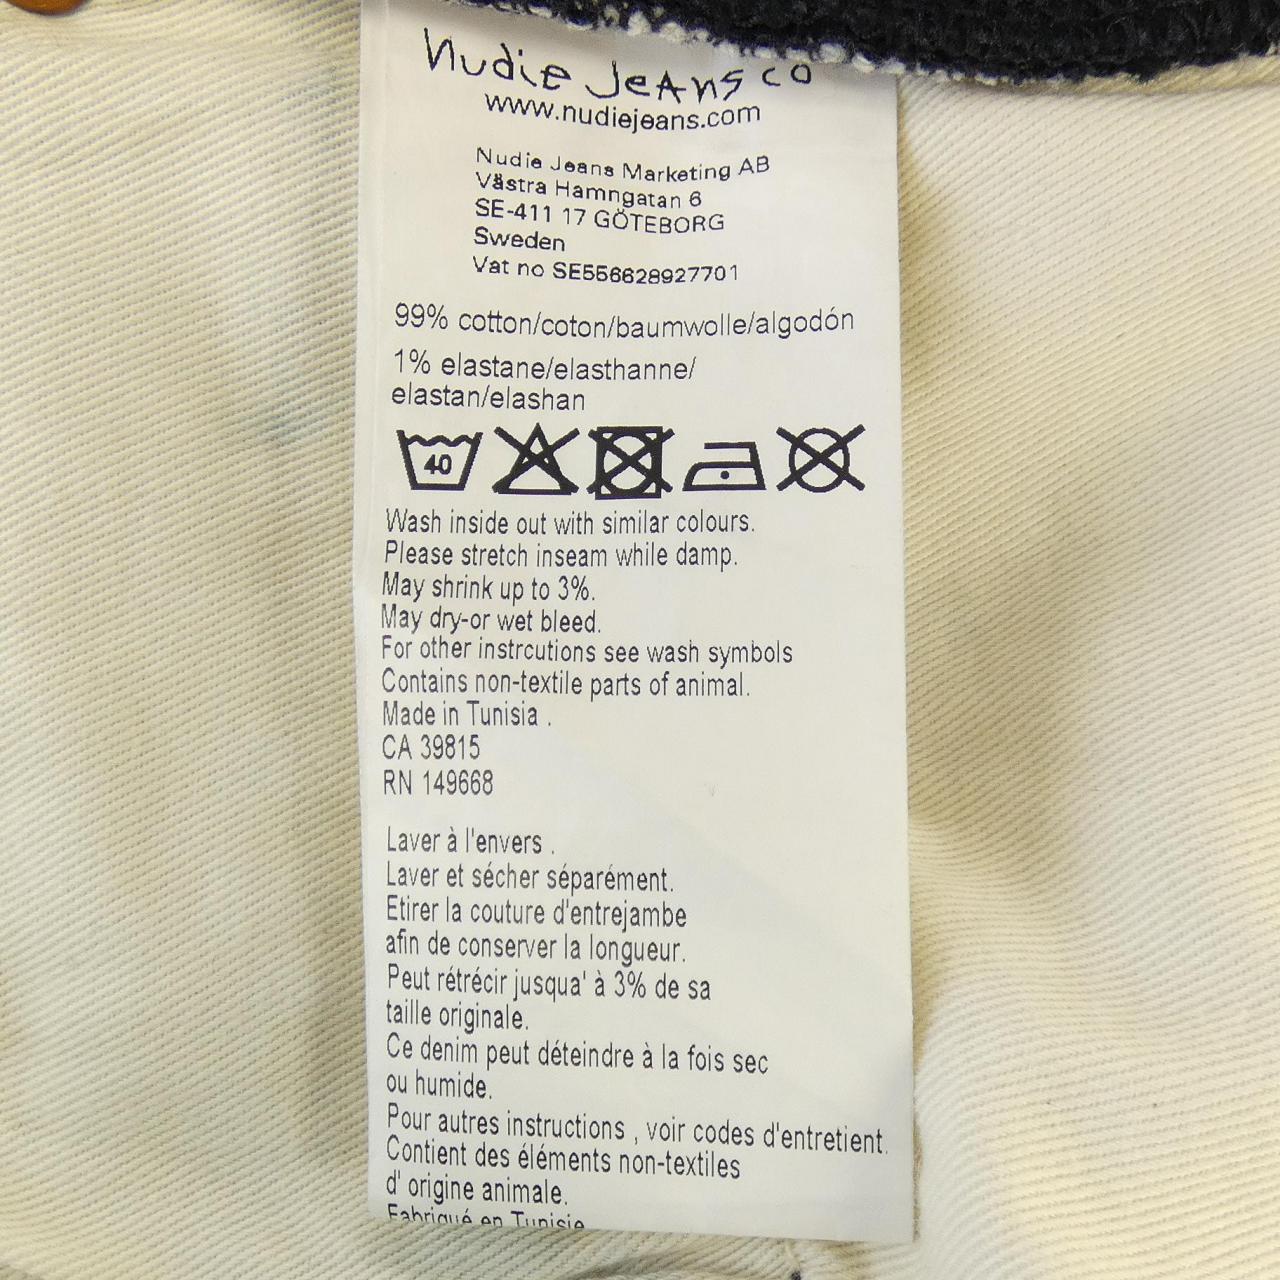 nudie jeans co
www.nudiejeans.com
Nudie Jeans Marketing AB
Västra Hamngatan 6
SE-411 17 GÖTEBORG
Sweden
Vat no SE556628927701
99% cotton/coton/baumwolle/algodón
1% elastane/elasthanne/
elastan/elashan
40
Wash inside out with similar colours.
Please stretch inseam while damp.
May shrink up to 3%.
May dry-or wet bleed.
For other instrcutions see wash symbols
Contains non-textile parts of animal.
Made in Tunisia .
CA 39815
RN 149668
Laver à l'envers .
Laver et sécher séparément.
Etirer la couture d'entrejambe
afin de conserver la longueur.
Peut rétrécir jusqua' à 3% de sa
taille originale.
Ce denim peut déteindre à la fois sec
ou humide.
Pour autres instructions , voir codes d'entretient.
Contient des éléments non-textiles
d' origine animale.
Fabriqué en Tunisie